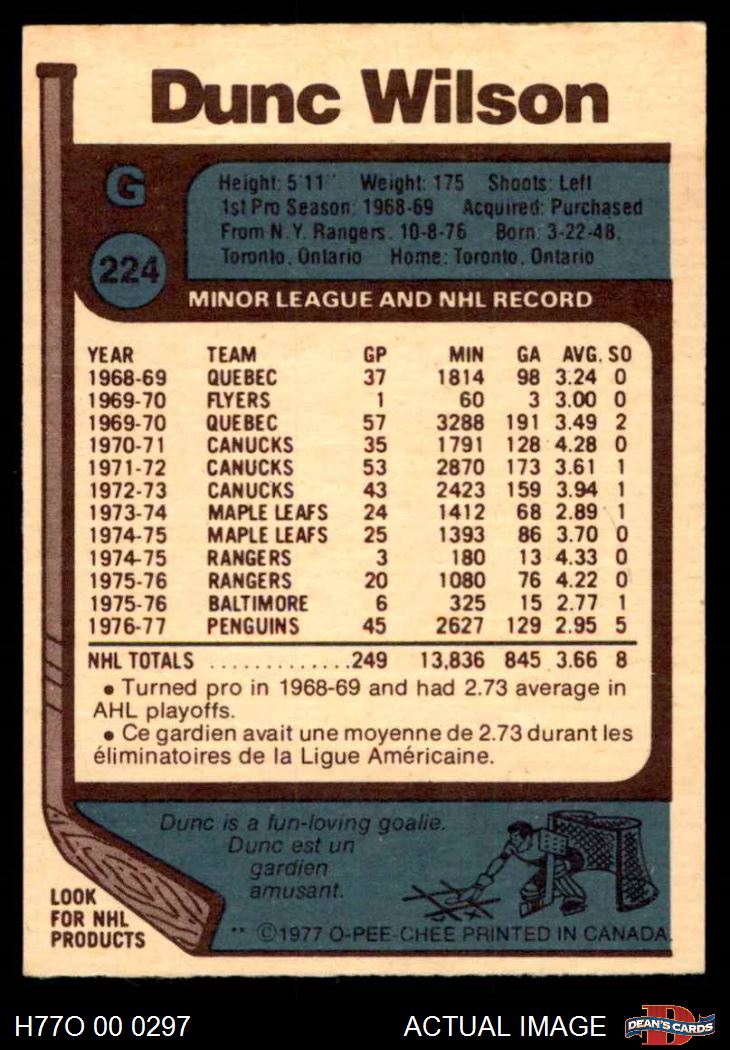 Dunc Wilson
G
224
Height: 5'11" Weight: 175 Shoots: Left
1st Pro Season: 1968-69 Acquired: Purchased
From N.Y. Rangers, 10-8-76 Born: 3-22-48,
Toronto, Ontario Home: Toronto, Ontario
MINOR LEAGUE AND NHL RECORD
YEAR TEAM GP MIN GA AVG. SO
1968-69 QUEBEC 37 1814 98 3.24 0
1969-70 FLYERS 1 60 3 3.00 0
1969-70 QUEBEC 57 3288 191 3.49 2
1970-71 CANUCKS 35 1791 128 4.28 0
1971-72 CANUCKS 53 2870 173 3.61 1
1972-73 CANUCKS 43 2423 159 3.94 1
1973-74 MAPLE LEAFS 24 1412 68 2.89 1
1974-75 MAPLE LEAFS 25 1393 86 3.70 0
1974-75 RANGERS 3 180 13 4.33 0
1975-76 RANGERS 20 1080 76 4.22 0
1975-76 BALTIMORE 6 325 15 2.77 1
1976-77 PENGUINS 45 2627 129 2.95 5
NHL TOTALS .............249 13,836 845 3.66 8
• Turned pro in 1968-69 and had 2.73 average in
AHL playoffs.
• Ce gardien avait une moyenne de 2.73 durant les
éliminatoires de la Ligue Américaine.
Dunc is a fun-loving goalie.
Dunc est un
gardien
amusant.
LOOK
FOR NHL
PRODUCTS
** ©1977 O-PEE-CHEE PRINTED IN CANADA.
H77O 00 0297
ACTUAL IMAGE
D
DEAN'S CARDS